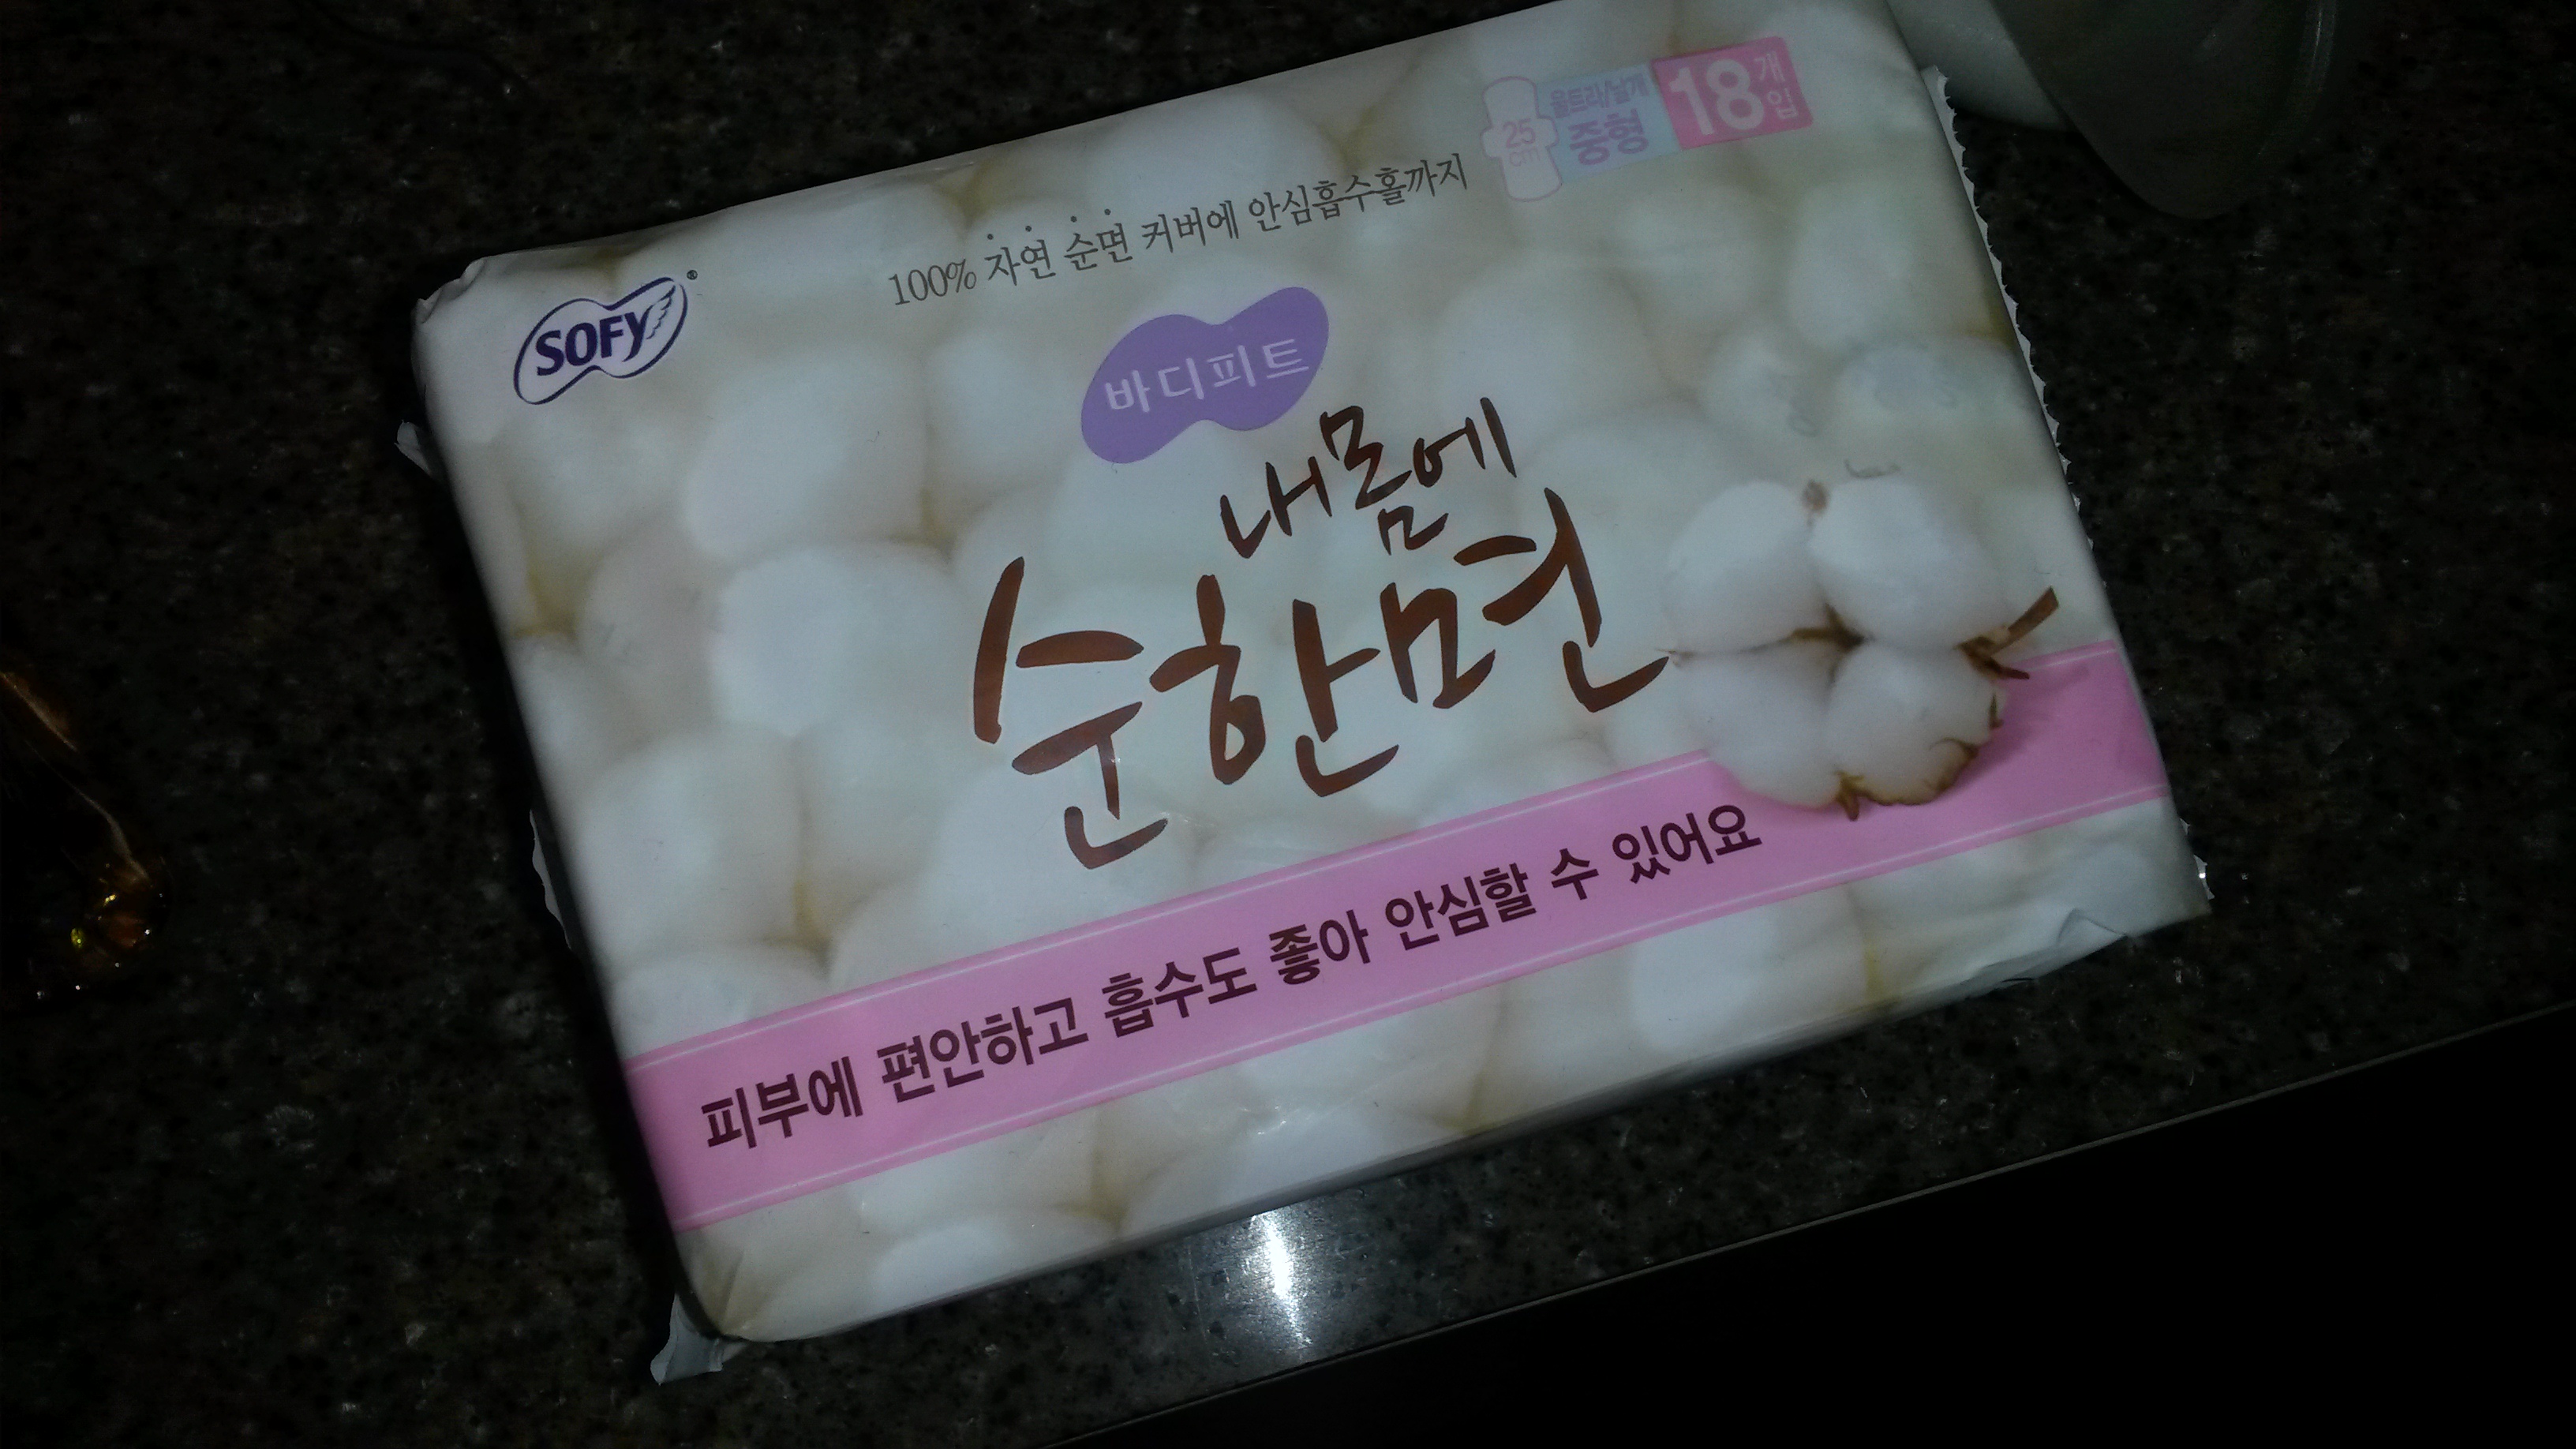 SOFY
100% 자연 순면 커버에 안심흡수홀까지
25
cm
울트라/날개
중형
18개입
바디피트
내몸에
순한면
피부에 편안하고 흡수도 좋아 안심할 수 있어요